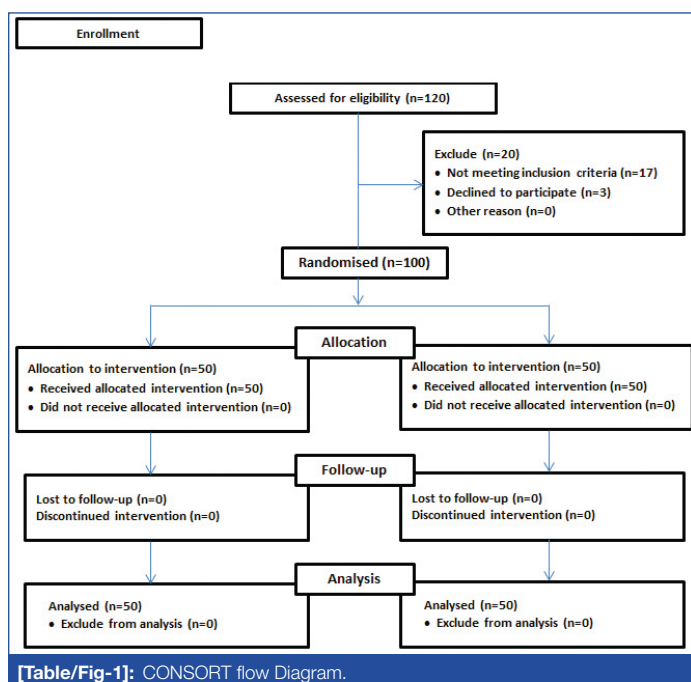 Enrollment
Assessed for eligibility (n=120)
Exclude (n=20)
• Not meeting inclusion criteria (n=17)
• Declined to participate (n=3)
• Other reason (n=0)
Randomised (n=100)
Allocation
Allocation to intervention (n=50)
• Received allocated intervention (n=50)
• Did not receive allocated intervention (n=0)
Allocation to intervention (n=50)
• Received allocated intervention (n=50)
• Did not receive allocated intervention (n=0)
Follow-up
Lost to follow-up (n=0)
Discontinued intervention (n=0)
Lost to follow-up (n=0)
Discontinued intervention (n=0)
Analysis
Analysed (n=50)
• Exclude from analysis (n=0)
Analysed (n=50)
• Exclude from analysis (n=0)
[Table/Fig-1]: CONSORT flow Diagram.